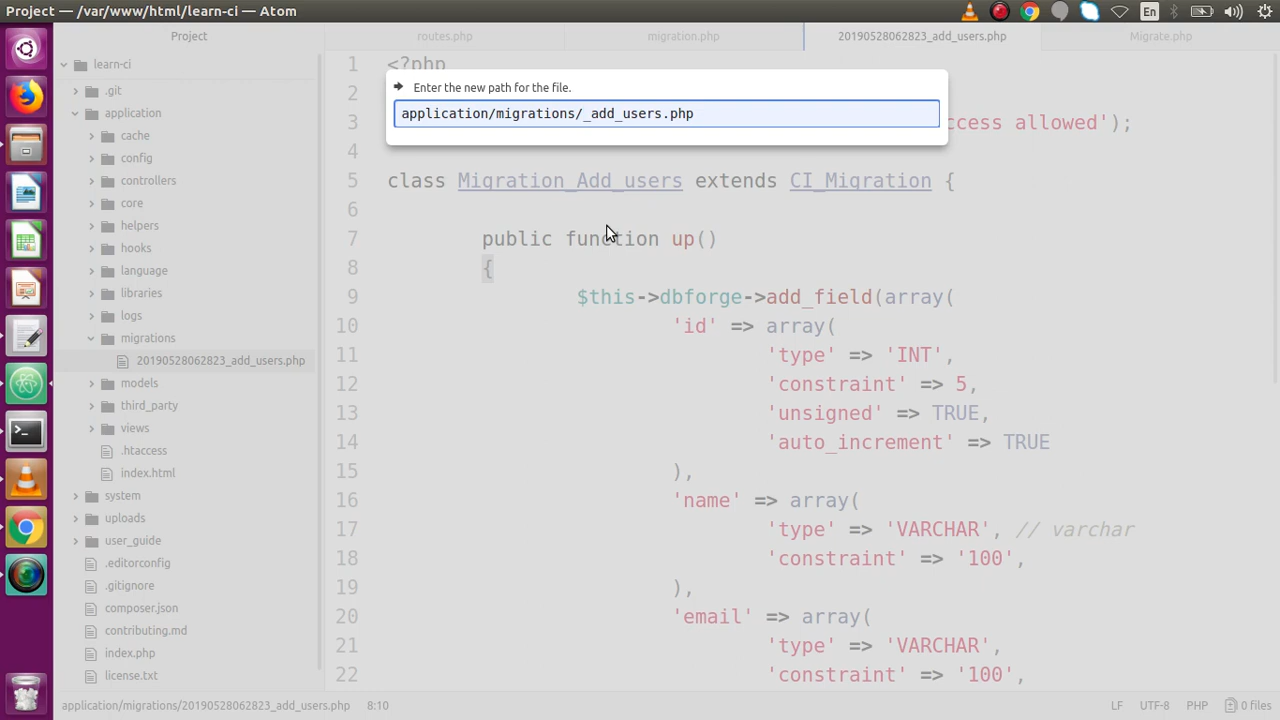 Project — /var/www/html/learn-ci — Atom
En
Project
routes.php
migration.php
20190528062823_add_users.php
Migrate.php
learn-ci
.git
application
cache
config
controllers
core
helpers
hooks
language
libraries
logs
migrations
20190528062823_add_users.php
models
third_party
views
.htaccess
index.html
system
uploads
user_guide
.editorconfig
.gitignore
composer.json
contributing.md
index.php
license.txt
Enter the new path for the file.
application/migrations/_add_users.php
1 <?php
2
3 ccess allowed');
4
5 class Migration_Add_users extends CI_Migration {
6
7 public function up()
8 {
9 $this->dbforge->add_field(array(
10 'id' => array(
11 'type' => 'INT',
12 'constraint' => 5,
13 'unsigned' => TRUE,
14 'auto_increment' => TRUE
15 ),
16 'name' => array(
17 'type' => 'VARCHAR', // varchar
18 'constraint' => '100',
19 ),
20 'email' => array(
21 'type' => 'VARCHAR',
22 'constraint' => '100',
application/migrations/20190528062823_add_users.php 8:10
LF UTF-8 PHP 0 files